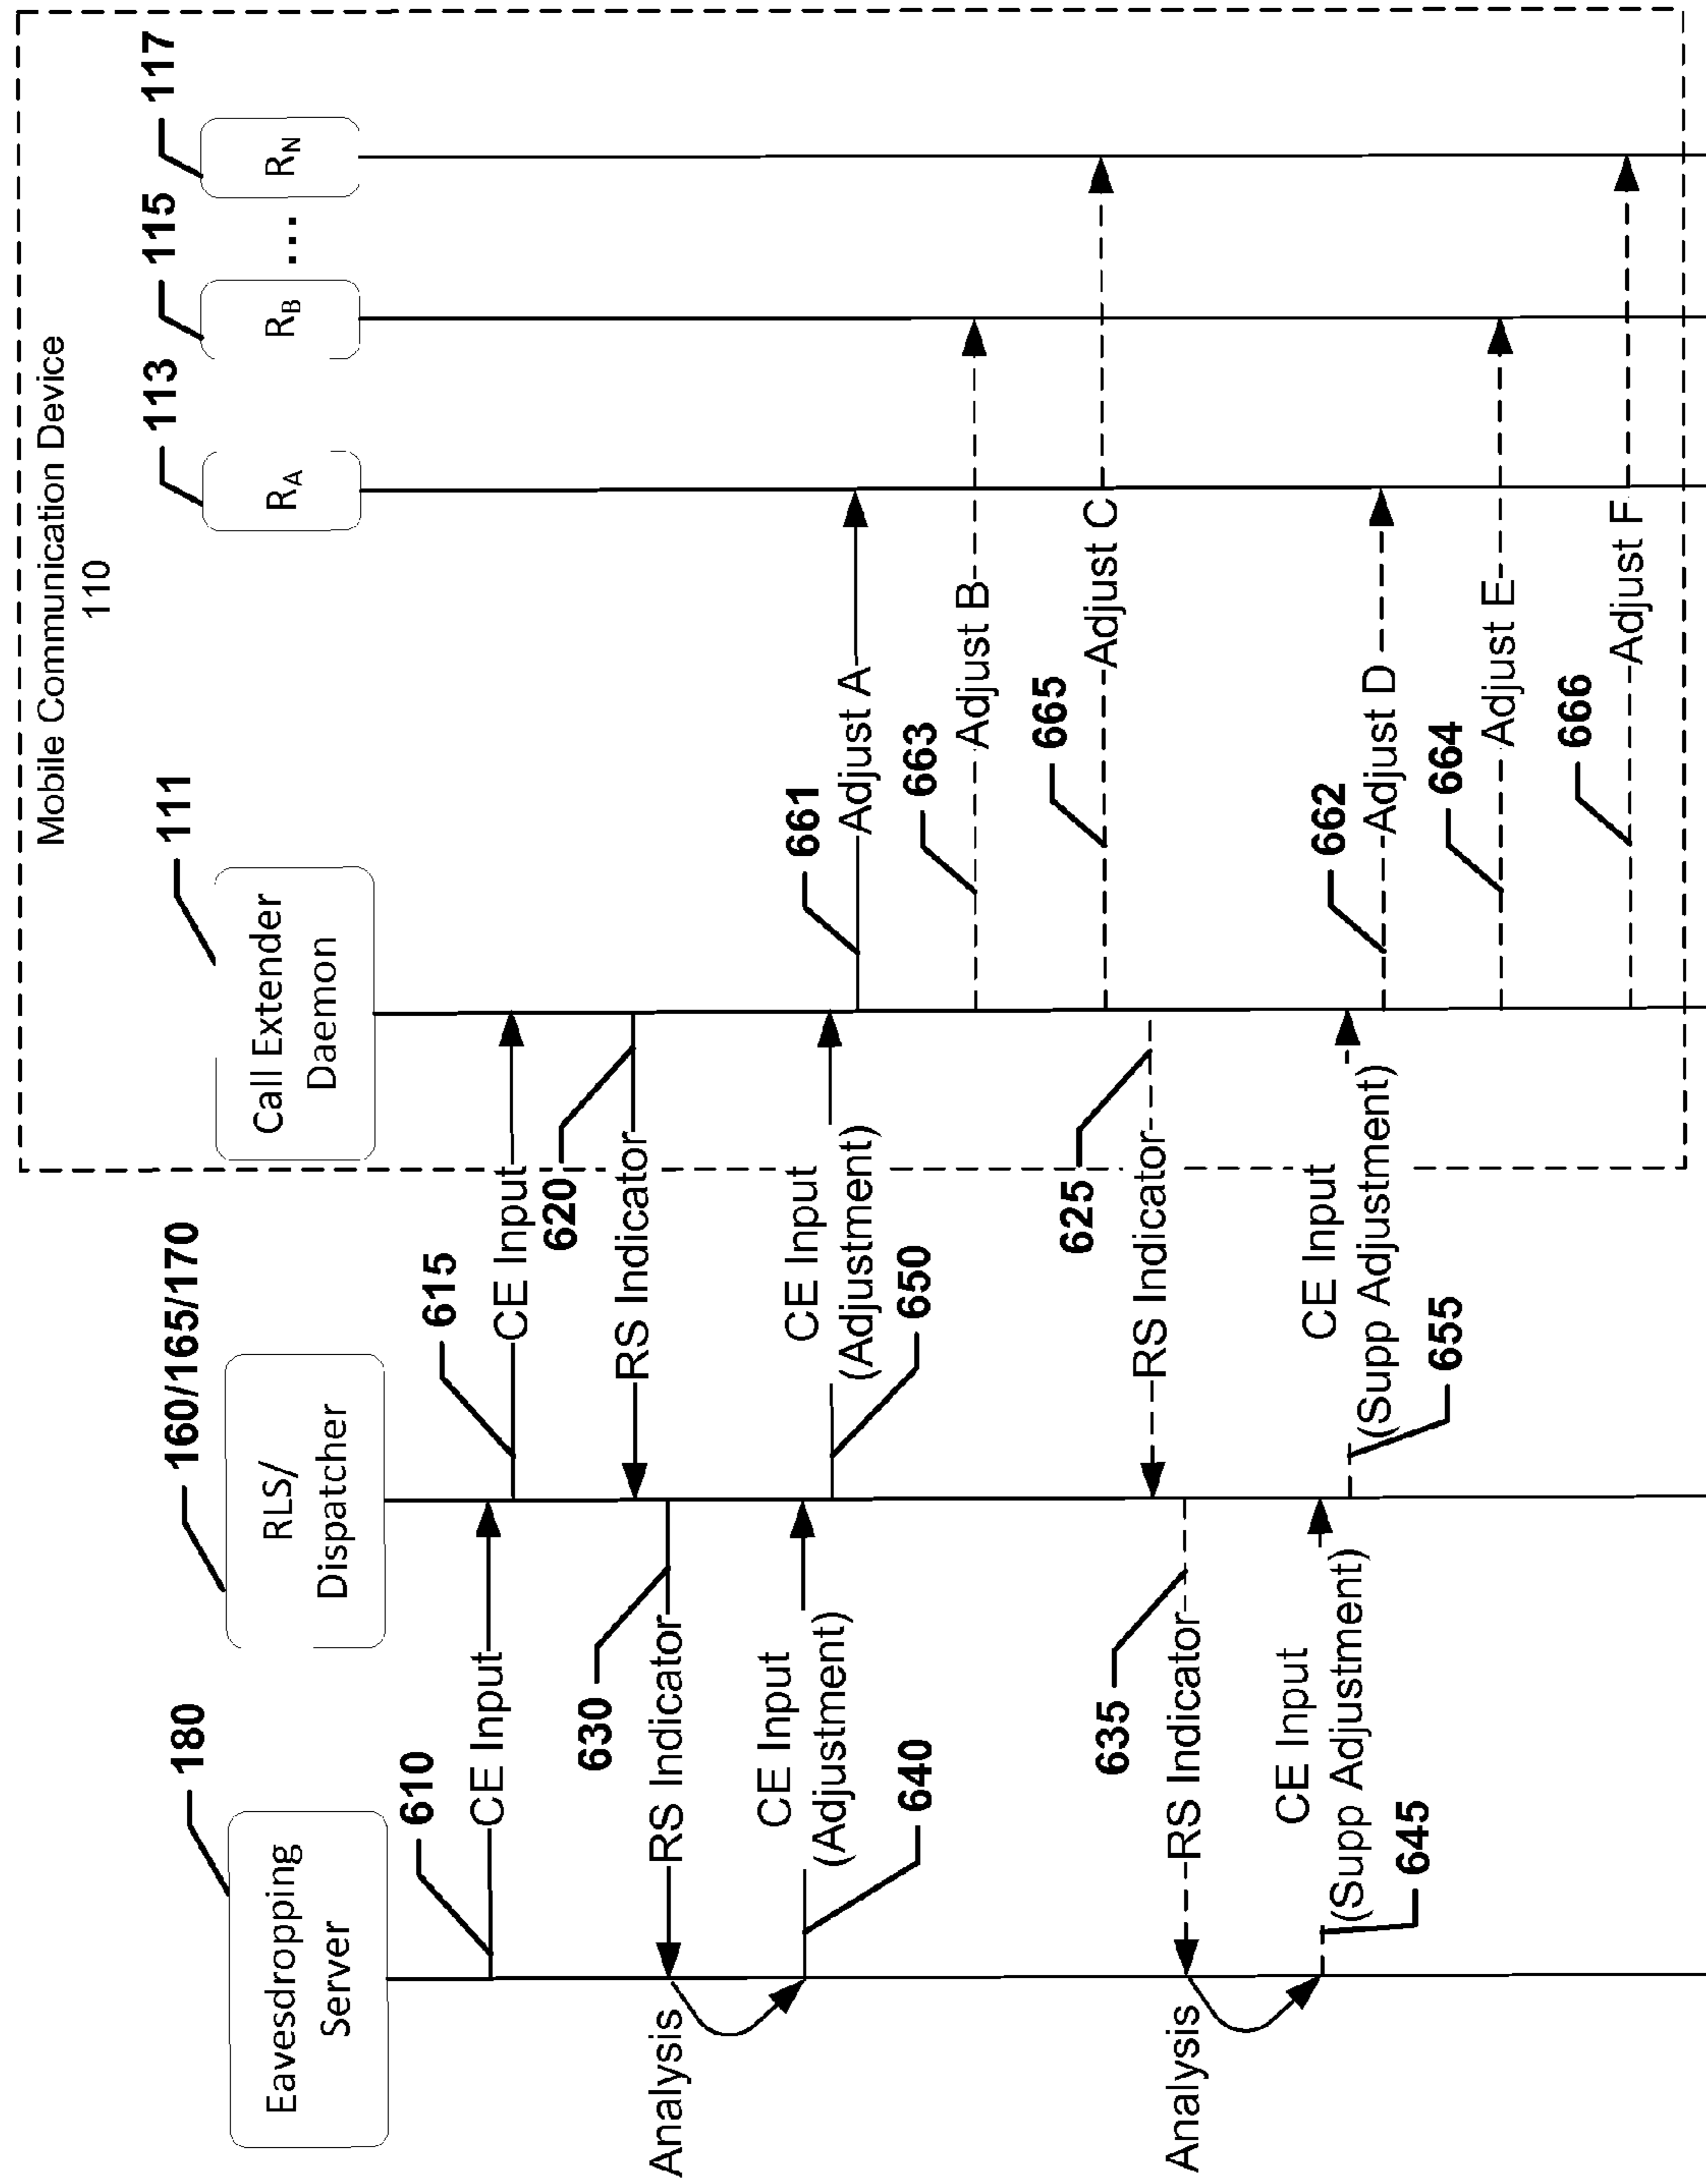 Mobile Communication Device
110
180
160/165/170
111
113
115
117
Eavesdropping
Server
RLS/
Dispatcher
Call Extender
Daemon
RA
RB
...
RN
610
CE Input
615
CE Input
620
RS Indicator
630
RS Indicator
Analysis
CE Input
(Adjustment)
640
CE Input
(Adjustment)
650
661
Adjust A
663
Adjust B
665
Adjust C
625
RS Indicator
635
RS Indicator
Analysis
CE Input
(Supp Adjustment)
645
CE Input
(Supp Adjustment)
655
662
Adjust D
664
Adjust E
666
Adjust F